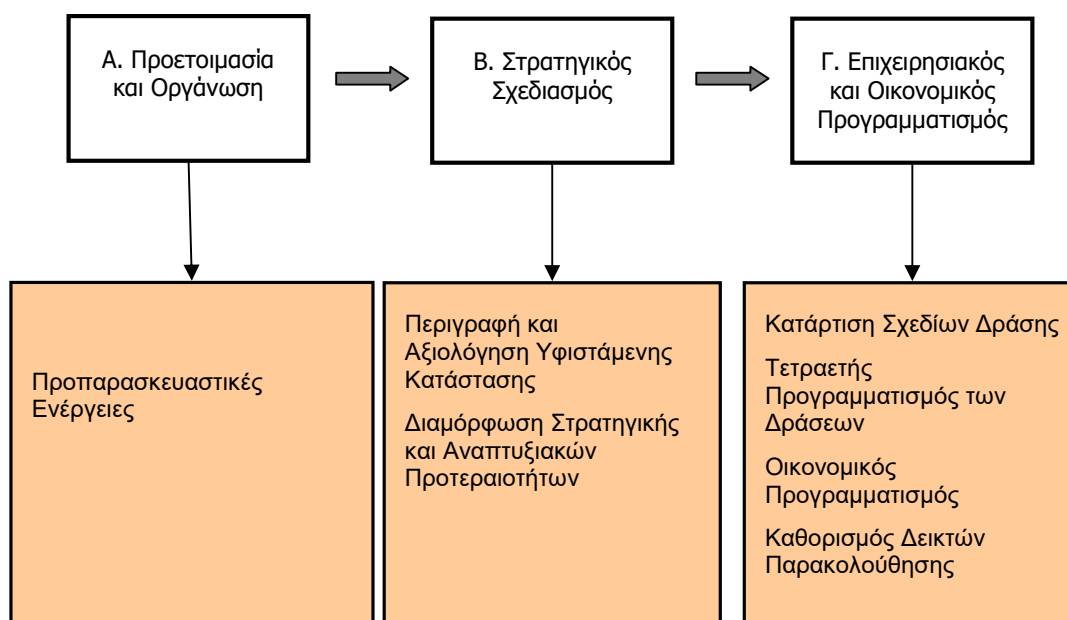 Α. Προετοιμασία
και Οργάνωση
Β. Στρατηγικός
Σχεδιασμός
Γ. Επιχειρησιακός
και Οικονομικός
Προγραμματισμός
Προπαρασκευαστικές
Ενέργειες
Περιγραφή και
Αξιολόγηση Υφιστάμενης
Κατάστασης
Διαμόρφωση Στρατηγικής
και Αναπτυξιακών
Προτεραιοτήτων
Κατάρτιση Σχεδίων Δράσης
Τετραετής
Προγραμματισμός των
Δράσεων
Οικονομικός
Προγραμματισμός
Καθορισμός Δεικτών
Παρακολούθησης